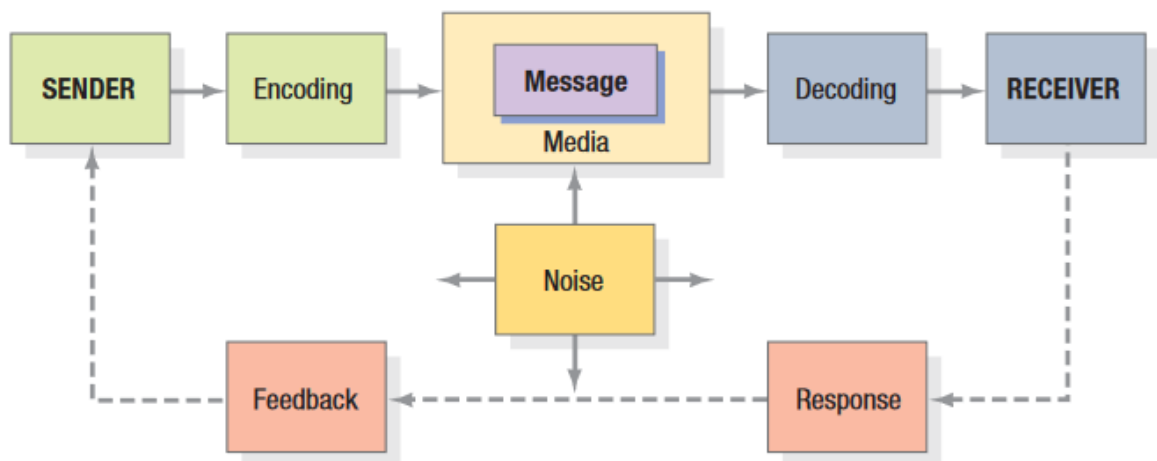 SENDER
Encoding
Message
Media
Decoding
RECEIVER
Noise
Feedback
Response